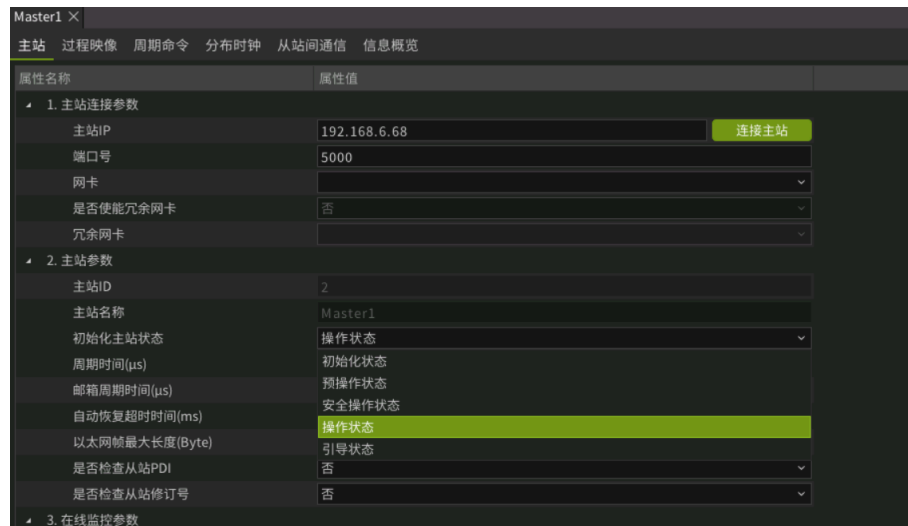 Master1 ×
主站 过程映像 周期命令 分布时钟 从站间通信 信息概览
属性名称 属性值
1. 主站连接参数
主站IP 192.168.6.68 连接主站
端口号 5000
网卡
是否使能冗余网卡 否
冗余网卡
2. 主站参数
主站ID 2
主站名称 Master1
初始化主站状态 操作状态
周期时间(μs) 初始化状态
预操作状态
邮箱周期时间(μs)
安全操作状态
自动恢复超时时间(ms)
操作状态
以太网帧最大长度(Byte)
引导状态
是否检查从站PDI 否
是否检查从站修订号 否
3. 在线监控参数